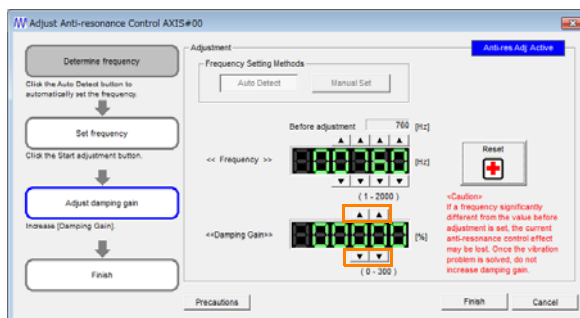 Adjust Anti-resonance Control AXIS#00
Determine frequency
Click the Auto Detect button to
automatically set the frequency.
Set frequency
Click the Start adjustment button.
Adjust damping gain
Increase [Damping Gain].
Finish
Adjustment
Anti-res Adj Active
Frequency Setting Methods
Auto Detect
Manual Set
Before adjustment 760 [Hz]
<< Frequency >>
000760 [Hz]
( 1 - 2000 )
<<Damping Gain>>
000000 [%]
( 0 - 300 )
Reset
<Caution>
If a frequency significantly
different from the value before
adjustment is set, the current
anti-resonance control effect
may be lost. Once the vibration
problem is solved, do not
increase damping gain.
Precautions
Finish
Cancel